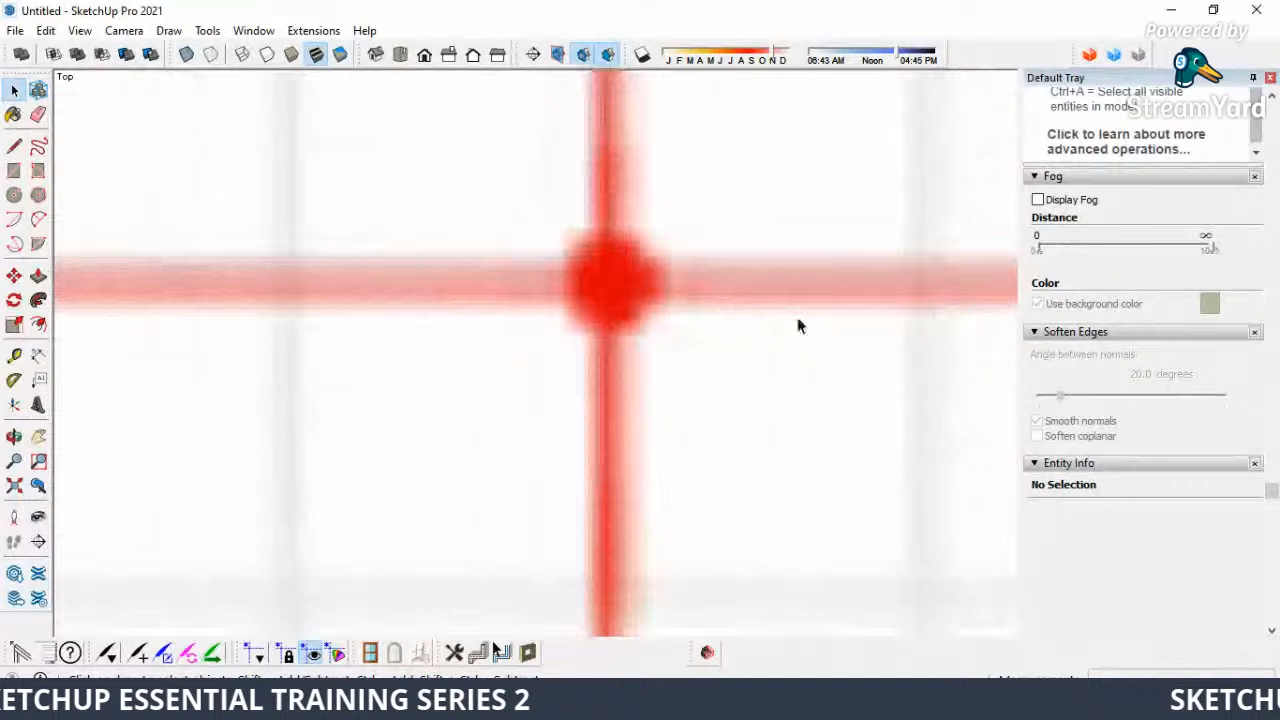 Untitled - SketchUp Pro 2021
File Edit View Camera Draw Tools Window Help Extensions
Powered by
StreamYard
J F M A M J J A S O N D
06:43 AM Noon 04:45 PM
Top
Default Tray
Ctrl+A = Select all visible
entities in model
Click to learn about more
advanced operations...
Fog
Display Fog
Distance
0 ∞
Color
Use background color
Soften Edges
Angle between normals:
20.0 degrees
Smooth normals
Soften coplanar
Entity Info
No Selection
KETCHUP ESSENTIAL TRAINING SERIES 2
SKETCHU